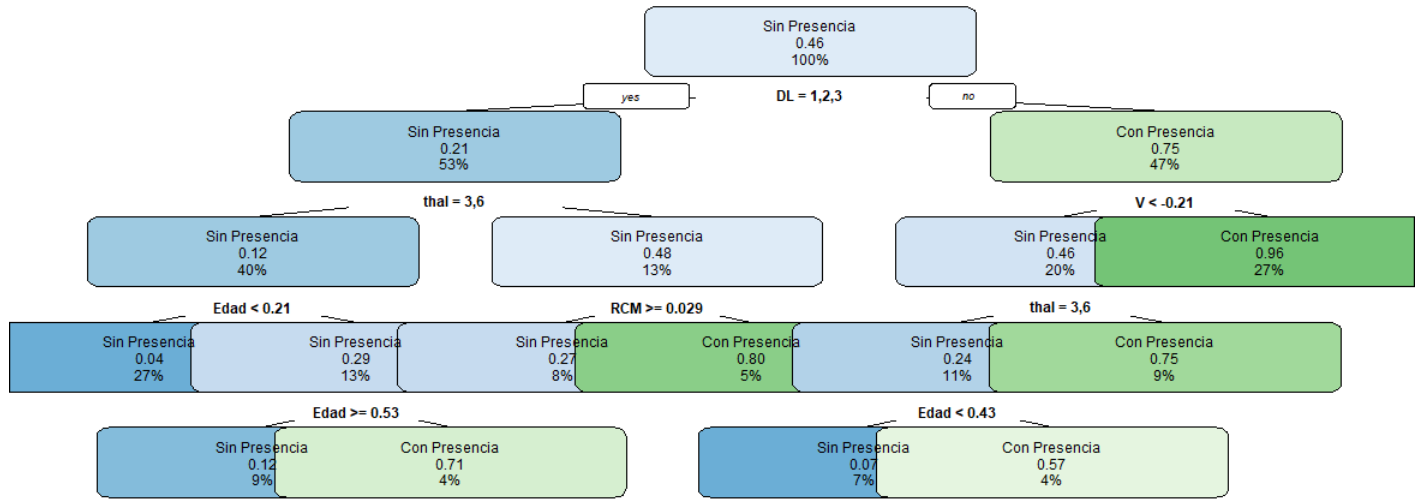 Sin Presencia
0.46
100%
yes
DL = 1,2,3
no
Sin Presencia
0.21
53%
Con Presencia
0.75
47%
thal = 3,6
V < -0.21
Sin Presencia
0.12
40%
Sin Presencia
0.48
13%
Sin Presencia
0.46
20%
Con Presencia
0.96
27%
Edad < 0.21
RCM >= 0.029
thal = 3,6
Sin Presencia
0.04
27%
Sin Presencia
0.29
13%
Sin Presencia
0.27
8%
Con Presencia
0.80
5%
Sin Presencia
0.24
11%
Con Presencia
0.75
9%
Edad >= 0.53
Edad < 0.43
Sin Presencia
0.12
9%
Con Presencia
0.71
4%
Sin Presencia
0.07
7%
Con Presencia
0.57
4%